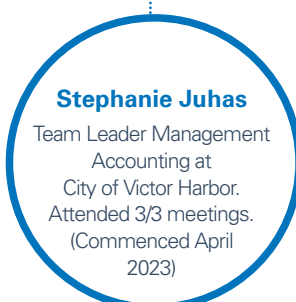 Stephanie Juhas
Team Leader Management
Accounting at
City of Victor Harbor.
Attended 3/3 meetings.
(Commenced April
2023)